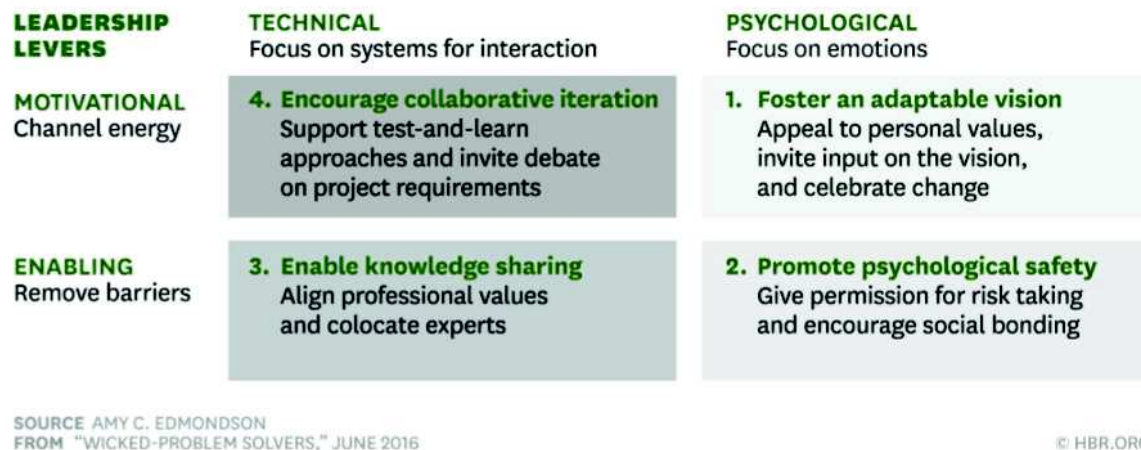 LEADERSHIP
LEVERS
TECHNICAL
Focus on systems for interaction
PSYCHOLOGICAL
Focus on emotions
MOTIVATIONAL
Channel energy
4. Encourage collaborative iteration
Support test-and-learn
approaches and invite debate
on project requirements
1. Foster an adaptable vision
Appeal to personal values,
invite input on the vision,
and celebrate change
ENABLING
Remove barriers
3. Enable knowledge sharing
Align professional values
and colocate experts
2. Promote psychological safety
Give permission for risk taking
and encourage social bonding
SOURCE AMY C. EDMONDSON
FROM "WICKED-PROBLEM SOLVERS," JUNE 2016
© HBR.ORG